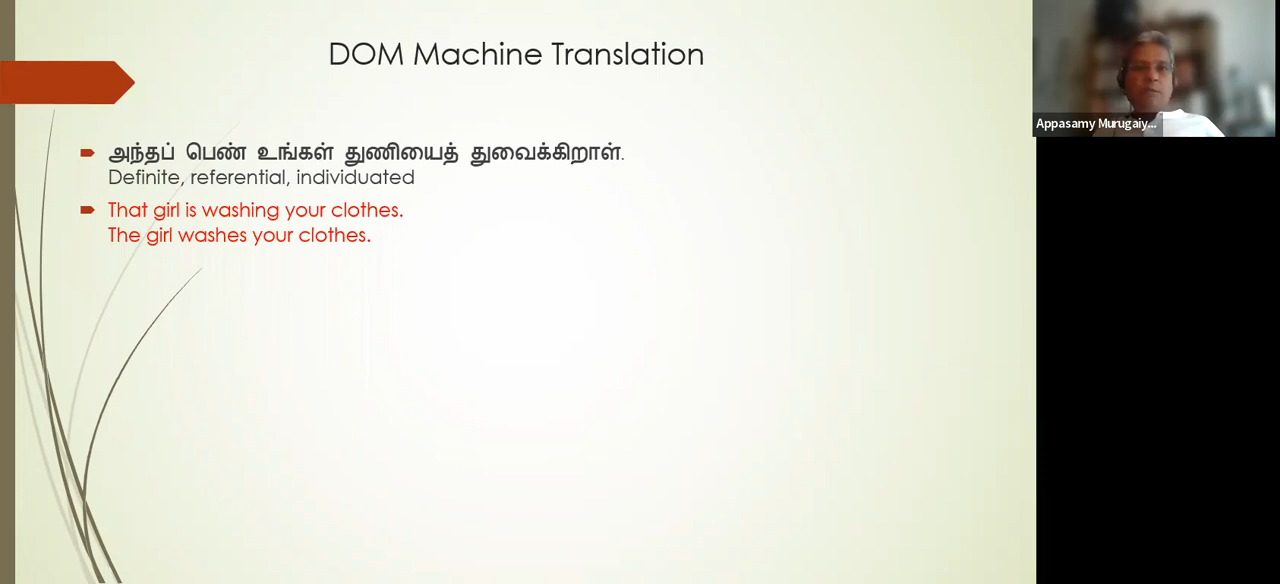 DOM Machine Translation
அந்தப் பெண் உங்கள் துணியைத் துவைக்கிறாள்.
Definite, referential, individuated
That girl is washing your clothes.
The girl washes your clothes.
Appasamy Murugaiy...